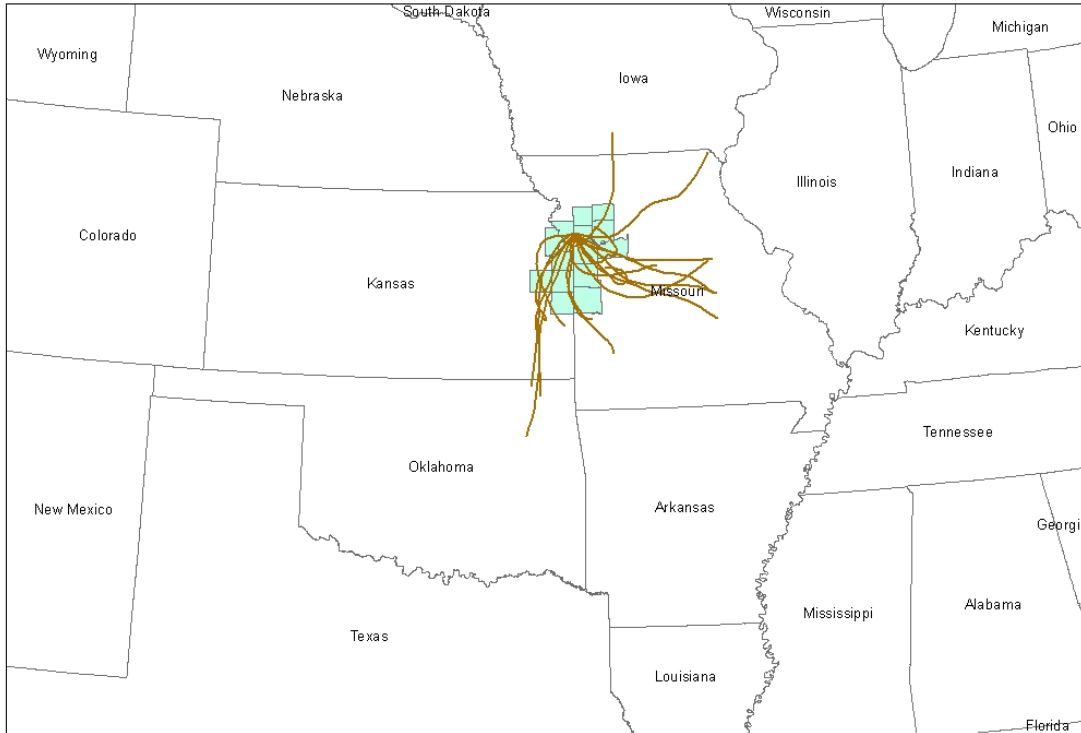 South Dakota
Wisconsin
Michigan
Wyoming
Iowa
Nebraska
Ohio
Indiana
Illinois
Colorado
Kansas
Missouri
Kentucky
Tennessee
Oklahoma
New Mexico
Arkansas
Georgi
Mississippi
Alabama
Texas
Louisiana
Florida